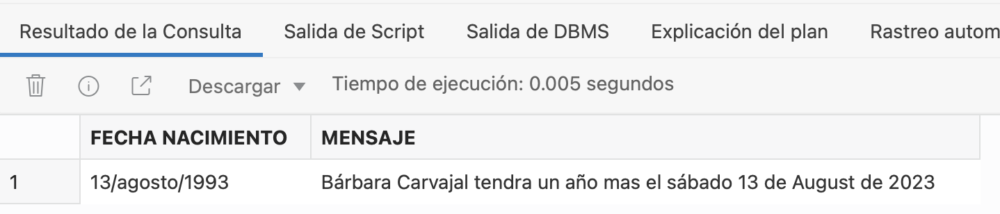 Resultado de la Consulta Salida de Script Salida de DBMS Explicación del plan Rastreo autom
Descargar Tiempo de ejecución: 0.005 segundos
FECHA NACIMIENTO MENSAJE
1 13/agosto/1993 Bárbara Carvajal tendra un año mas el sábado 13 de August de 2023